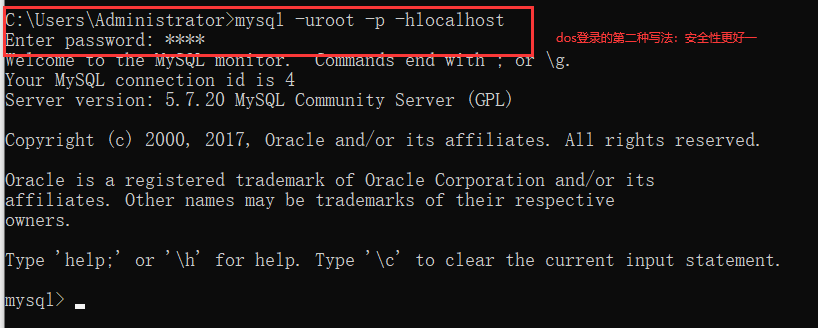 C:\Users\Administrator>mysql -uroot -p -hlocalhost
Enter password: ****
dos登录的第二种写法：安全性更好一
Welcome to the MySQL monitor.  Commands end with ; or \g.
Your MySQL connection id is 4
Server version: 5.7.20 MySQL Community Server (GPL)
Copyright (c) 2000, 2017, Oracle and/or its affiliates. All rights reserved.
Oracle is a registered trademark of Oracle Corporation and/or its
affiliates. Other names may be trademarks of their respective
owners.
Type 'help;' or '\h' for help. Type '\c' to clear the current input statement.
mysql>